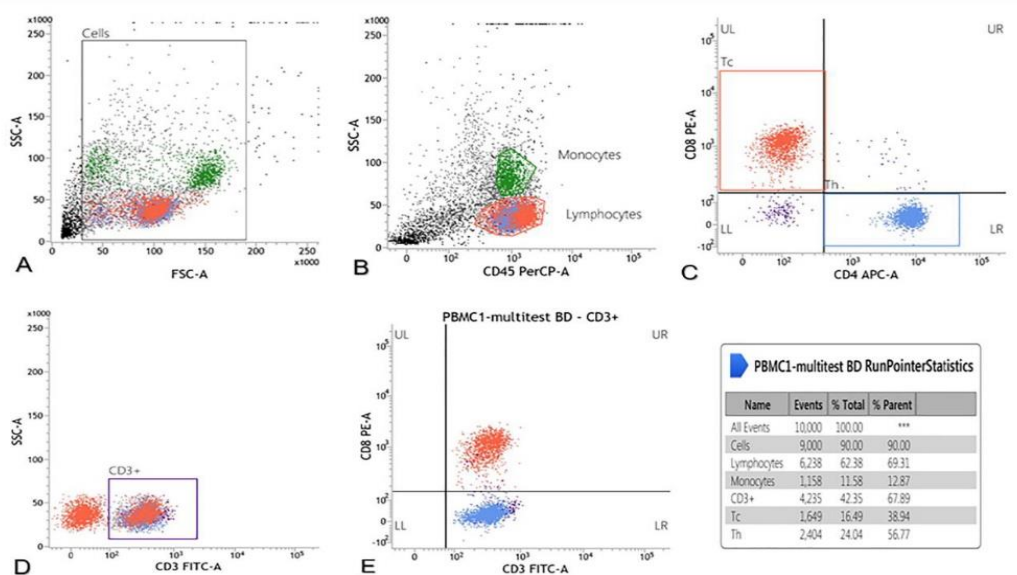 x1000
250
200
150
100
50
0
Cells
SSC-A
0 50 100 150 200 250
x1000
FSC-A
A
x1000
250
200
150
100
50
0
SSC-A
Monocytes
Lymphocytes
10² 10³ 10⁴ 10⁵
CD45 PerCP-A
B
UL UR
Tc
10⁵
10⁴
10³
10²
0
-10²
CD8 PE-A
Th
LL LR
0 10² 10³ 10⁴ 10⁵
CD4 APC-A
C
x1000
250
200
150
100
50
0
SSC-A
CD3+
0 10² 10³ 10⁴ 10⁵
CD3 FITC-A
D
PBMC1-multitest BD - CD3+
UL UR
10⁵
10⁴
10³
10²
0
-10²
CD8 PE-A
LL LR
10² 10³ 10⁴ 10⁵
CD3 FITC-A
E
PBMC1-multitest BD RunPointerStatistics
Name Events % Total % Parent
All Events 10,000 100.00 ***
Cells 9,000 90.00 90.00
Lymphocytes 6,238 62.38 69.31
Monocytes 1,158 11.58 12.87
CD3+ 4,235 42.35 67.89
Tc 1,649 16.49 38.94
Th 2,404 24.04 56.77